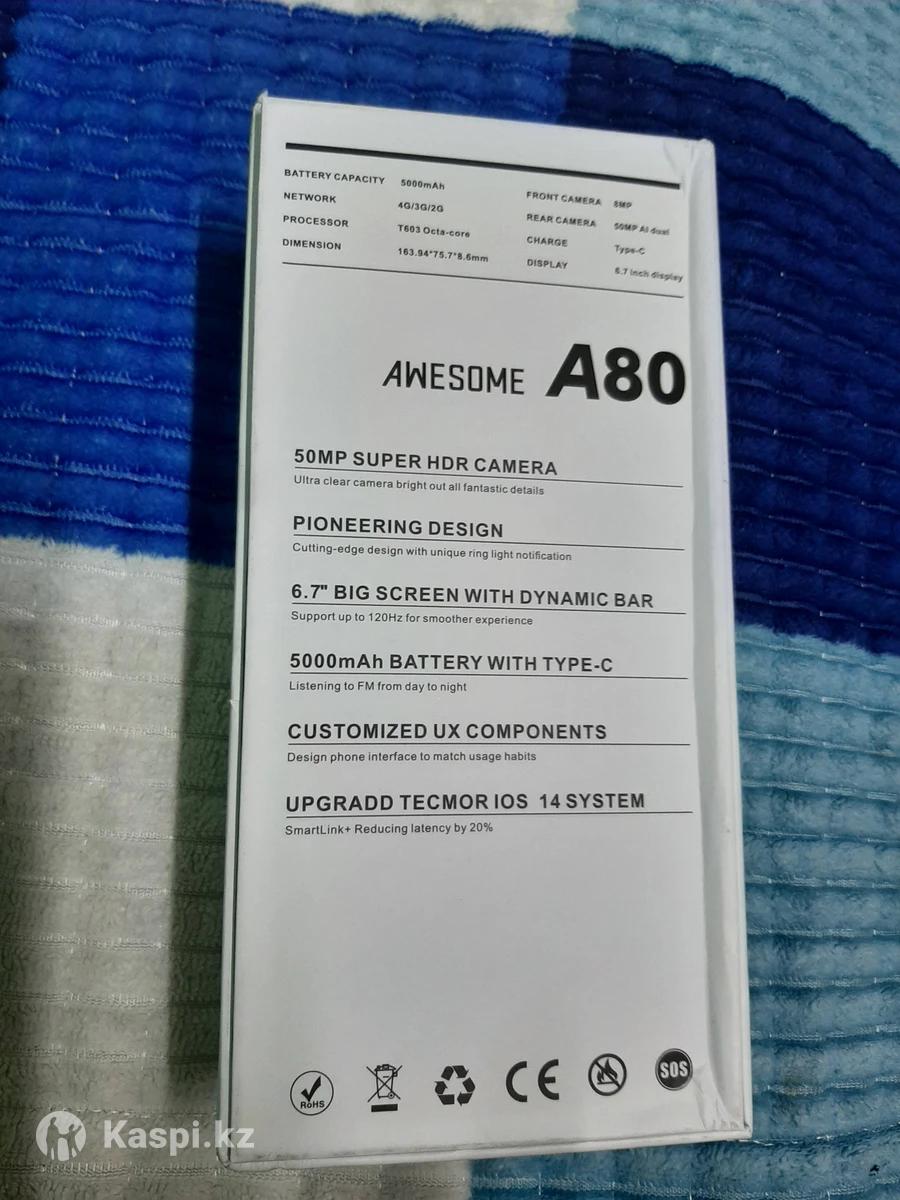 BATTERY CAPACITY 5000mAh
NETWORK 4G/3G/2G
PROCESSOR T603 Octa-core
DIMENSION 163.94*75.7*8.6mm
FRONT CAMERA 8MP
REAR CAMERA 50MP AI dual
CHARGE Type-C
DISPLAY 6.7 inch display
AWESOME A80
50MP SUPER HDR CAMERA
Ultra clear camera bright out all fantastic details
PIONEERING DESIGN
Cutting-edge design with unique ring light notification
6.7" BIG SCREEN WITH DYNAMIC BAR
Support up to 120Hz for smoother experience
5000mAh BATTERY WITH TYPE-C
Listening to FM from day to night
CUSTOMIZED UX COMPONENTS
Design phone interface to match usage habits
UPGRADD TECMOR IOS 14 SYSTEM
SmartLink+ Reducing latency by 20%
RoHS
CE
SOS
Kaspi.kz